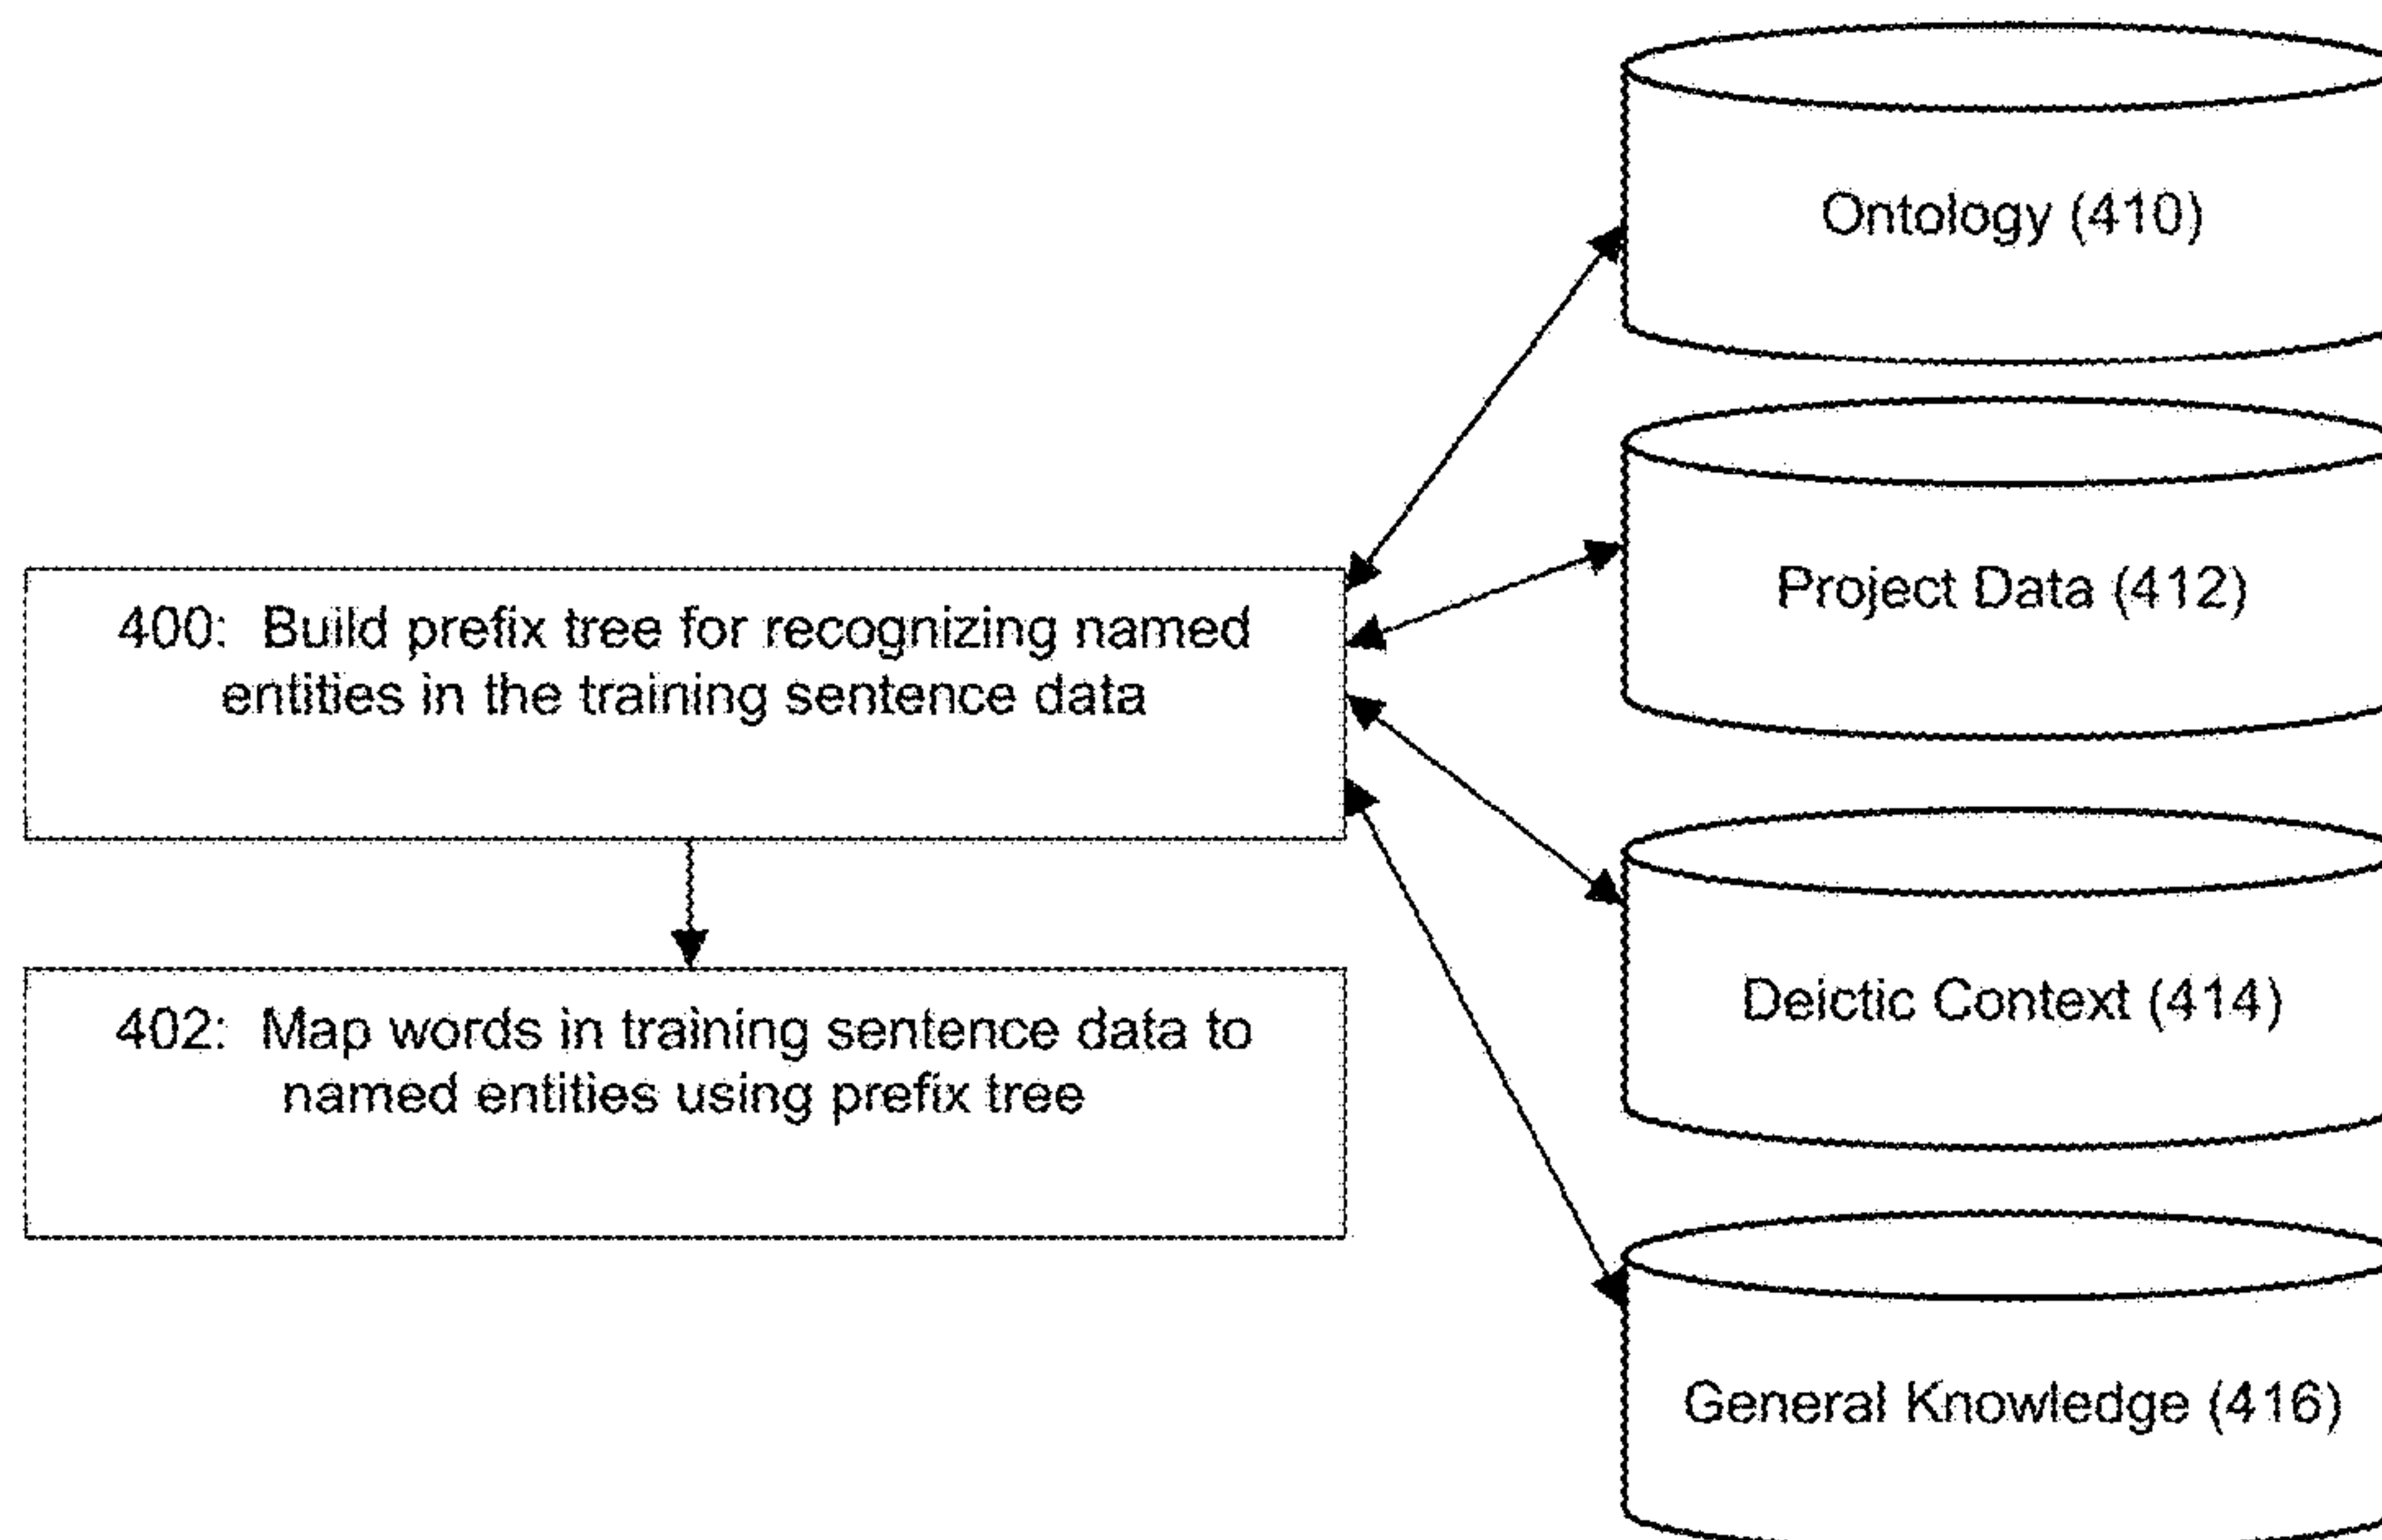 Ontology (410)
Project Data (412)
400: Build prefix tree for recognizing named
entities in the training sentence data
Deictic Context (414)
402: Map words in training sentence data to
named entities using prefix tree
General Knowledge (416)